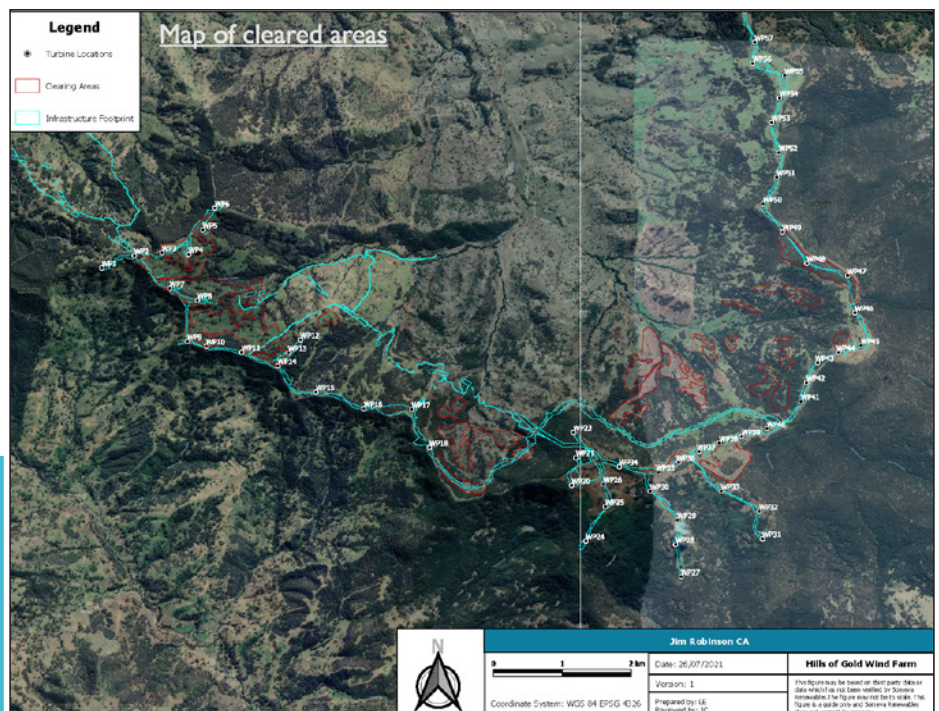 Legend
Turbine Locations
Clearing Areas
Infrastructure Footprint
Map of cleared areas
WP57
WP56
WP55
WP54
WP53
WP52
WP51
WP50
WP49
WP48
WP47
WP46
WP45
WP44
WP43
WP42
WP41
WP40
WP39
WP38
WP37
WP36
WP33
WP6
WP5
WP4
WP2
WP7
WP8
WP9
WP10
WP11
WP12
WP13
WP14
WP15
WP16
WP17
WP18
WP22
WP21
WP20
WP34
WP26
WP25
WP24
WP30
WP29
WP28
WP27
WP32
WP31
N
0 1 2 km
Coordinate System: WGS 84 EPSG 4326
Jim Robinson CA
Date: 26/07/2021
Version: 1
Prepared by: LE
Reviewed by: JC
Hills of Gold Wind Farm
This figure may be based on third party data or
data which has not been verified by Someva
Renewables. The figure may not be to scale. This
figure is a guide only and Someva Renewables